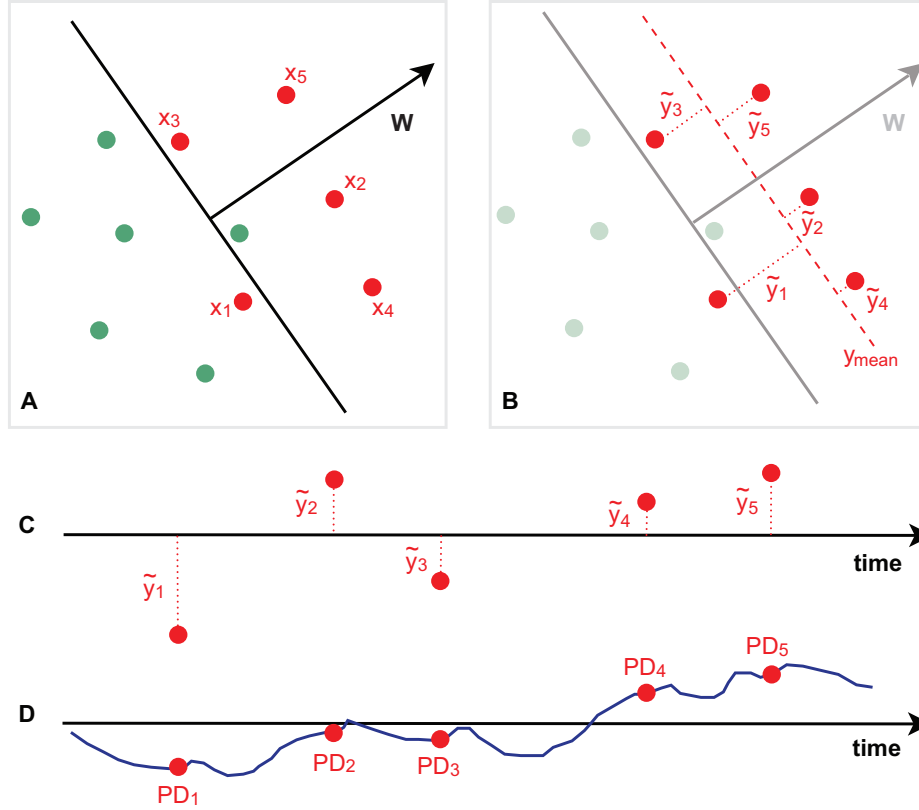 x₅
x₃
W
x₂
x₁
x₄
A
ỹ₃
ỹ₅
W
ỹ₂
ỹ₁
ỹ₄
y_mean
B
C
ỹ₁
ỹ₂
ỹ₃
ỹ₄
ỹ₅
time
D
PD₁
PD₂
PD₃
PD₄
PD₅
time